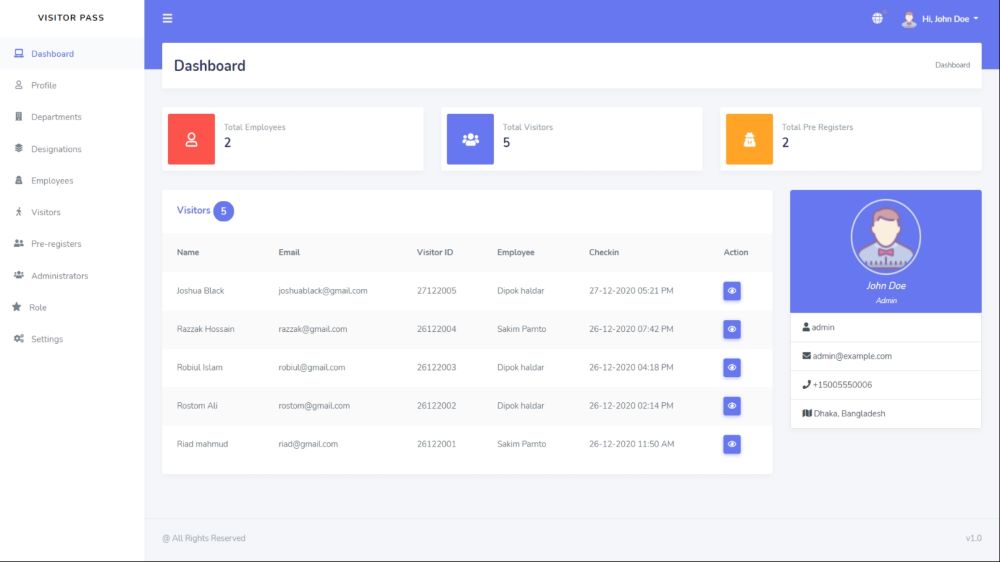 VISITOR PASS
Hi, John Doe
Dashboard
Profile
Departments
Designations
Employees
Visitors
Pre-registers
Administrators
Role
Settings
Dashboard
Dashboard
Total Employees
2
Total Visitors
5
Total Pre Registers
2
Visitors 5
Name Email Visitor ID Employee Checkin Action
Joshua Black joshuablack@gmail.com 27122005 Dipok haldar 27-12-2020 05:21 PM
Razzak Hossain razzak@gmail.com 26122004 Sakim Pamto 26-12-2020 07:42 PM
Robiul Islam robiul@gmail.com 26122003 Dipok haldar 26-12-2020 04:18 PM
Rostom Ali rostom@gmail.com 26122002 Dipok haldar 26-12-2020 02:14 PM
Riad mahmud riad@gmail.com 26122001 Sakim Pamto 26-12-2020 11:50 AM
John Doe
Admin
admin
admin@example.com
+15005550006
Dhaka, Bangladesh
@ All Rights Reserved
v1.0